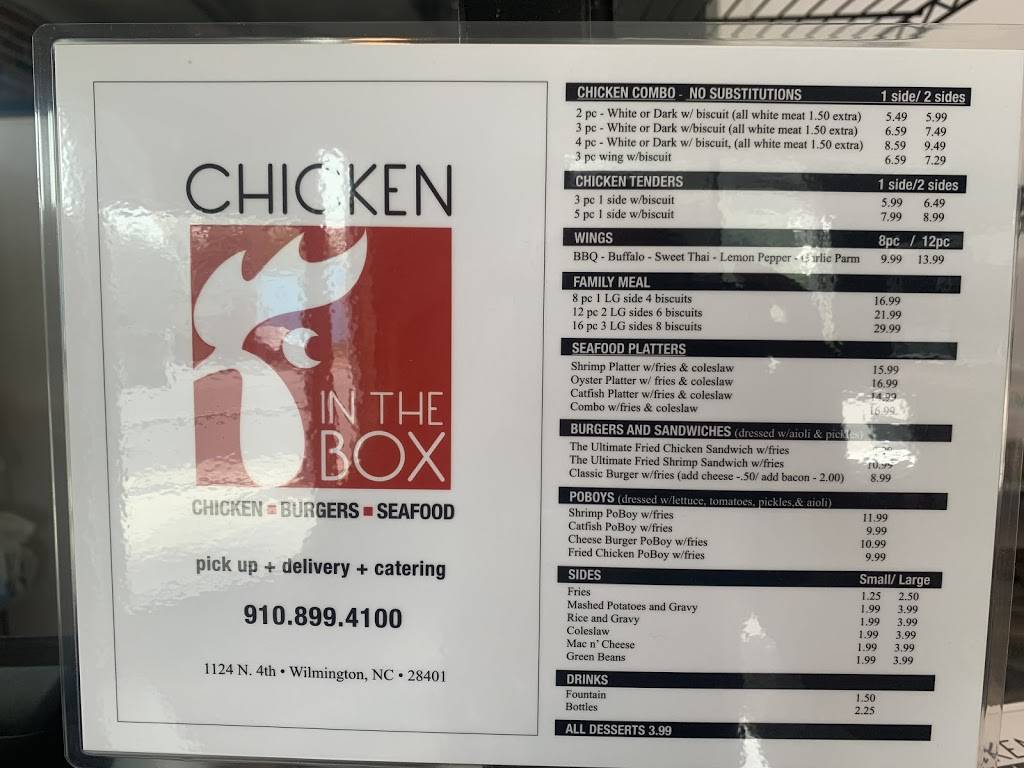 CHICKEN
IN THE
BOX
CHICKEN ▪ BURGERS ▪ SEAFOOD
pick up + delivery + catering
910.899.4100
1124 N. 4th • Wilmington, NC • 28401
CHICKEN COMBO - NO SUBSTITUTIONS 1 side/ 2 sides
2 pc - White or Dark w/ biscuit (all white meat 1.50 extra) 5.49 5.99
3 pc - White or Dark w/biscuit (all white meat 1.50 extra) 6.59 7.49
4 pc - White or Dark w/ biscuit, (all white meat 1.50 extra) 8.59 9.49
3 pc wing w/biscuit 6.59 7.29
CHICKEN TENDERS 1 side/2 sides
3 pc 1 side w/biscuit 5.99 6.49
5 pc 1 side w/biscuit 7.99 8.99
WINGS 8pc / 12pc
BBQ - Buffalo - Sweet Thai - Lemon Pepper - Garlic Parm 9.99 13.99
FAMILY MEAL
8 pc 1 LG side 4 biscuits 16.99
12 pc 2 LG sides 6 biscuits 21.99
16 pc 3 LG sides 8 biscuits 29.99
SEAFOOD PLATTERS
Shrimp Platter w/fries & coleslaw 15.99
Oyster Platter w/ fries & coleslaw 16.99
Catfish Platter w/fries & coleslaw 14.99
Combo w/fries & coleslaw 16.99
BURGERS AND SANDWICHES (dressed w/aioli & pickles)
The Ultimate Fried Chicken Sandwich w/fries
The Ultimate Fried Shrimp Sandwich w/fries 10.99
Classic Burger w/fries (add cheese -.50/ add bacon - 2.00) 8.99
POBOYS (dressed w/lettuce, tomatoes, pickles,& aioli)
Shrimp PoBoy w/fries 11.99
Catfish PoBoy w/fries 9.99
Cheese Burger PoBoy w/fries 10.99
Fried Chicken PoBoy w/fries 9.99
SIDES Small/ Large
Fries 1.25 2.50
Mashed Potatoes and Gravy 1.99 3.99
Rice and Gravy 1.99 3.99
Coleslaw 1.99 3.99
Mac n' Cheese 1.99 3.99
Green Beans 1.99 3.99
DRINKS
Fountain 1.50
Bottles 2.25
ALL DESSERTS 3.99